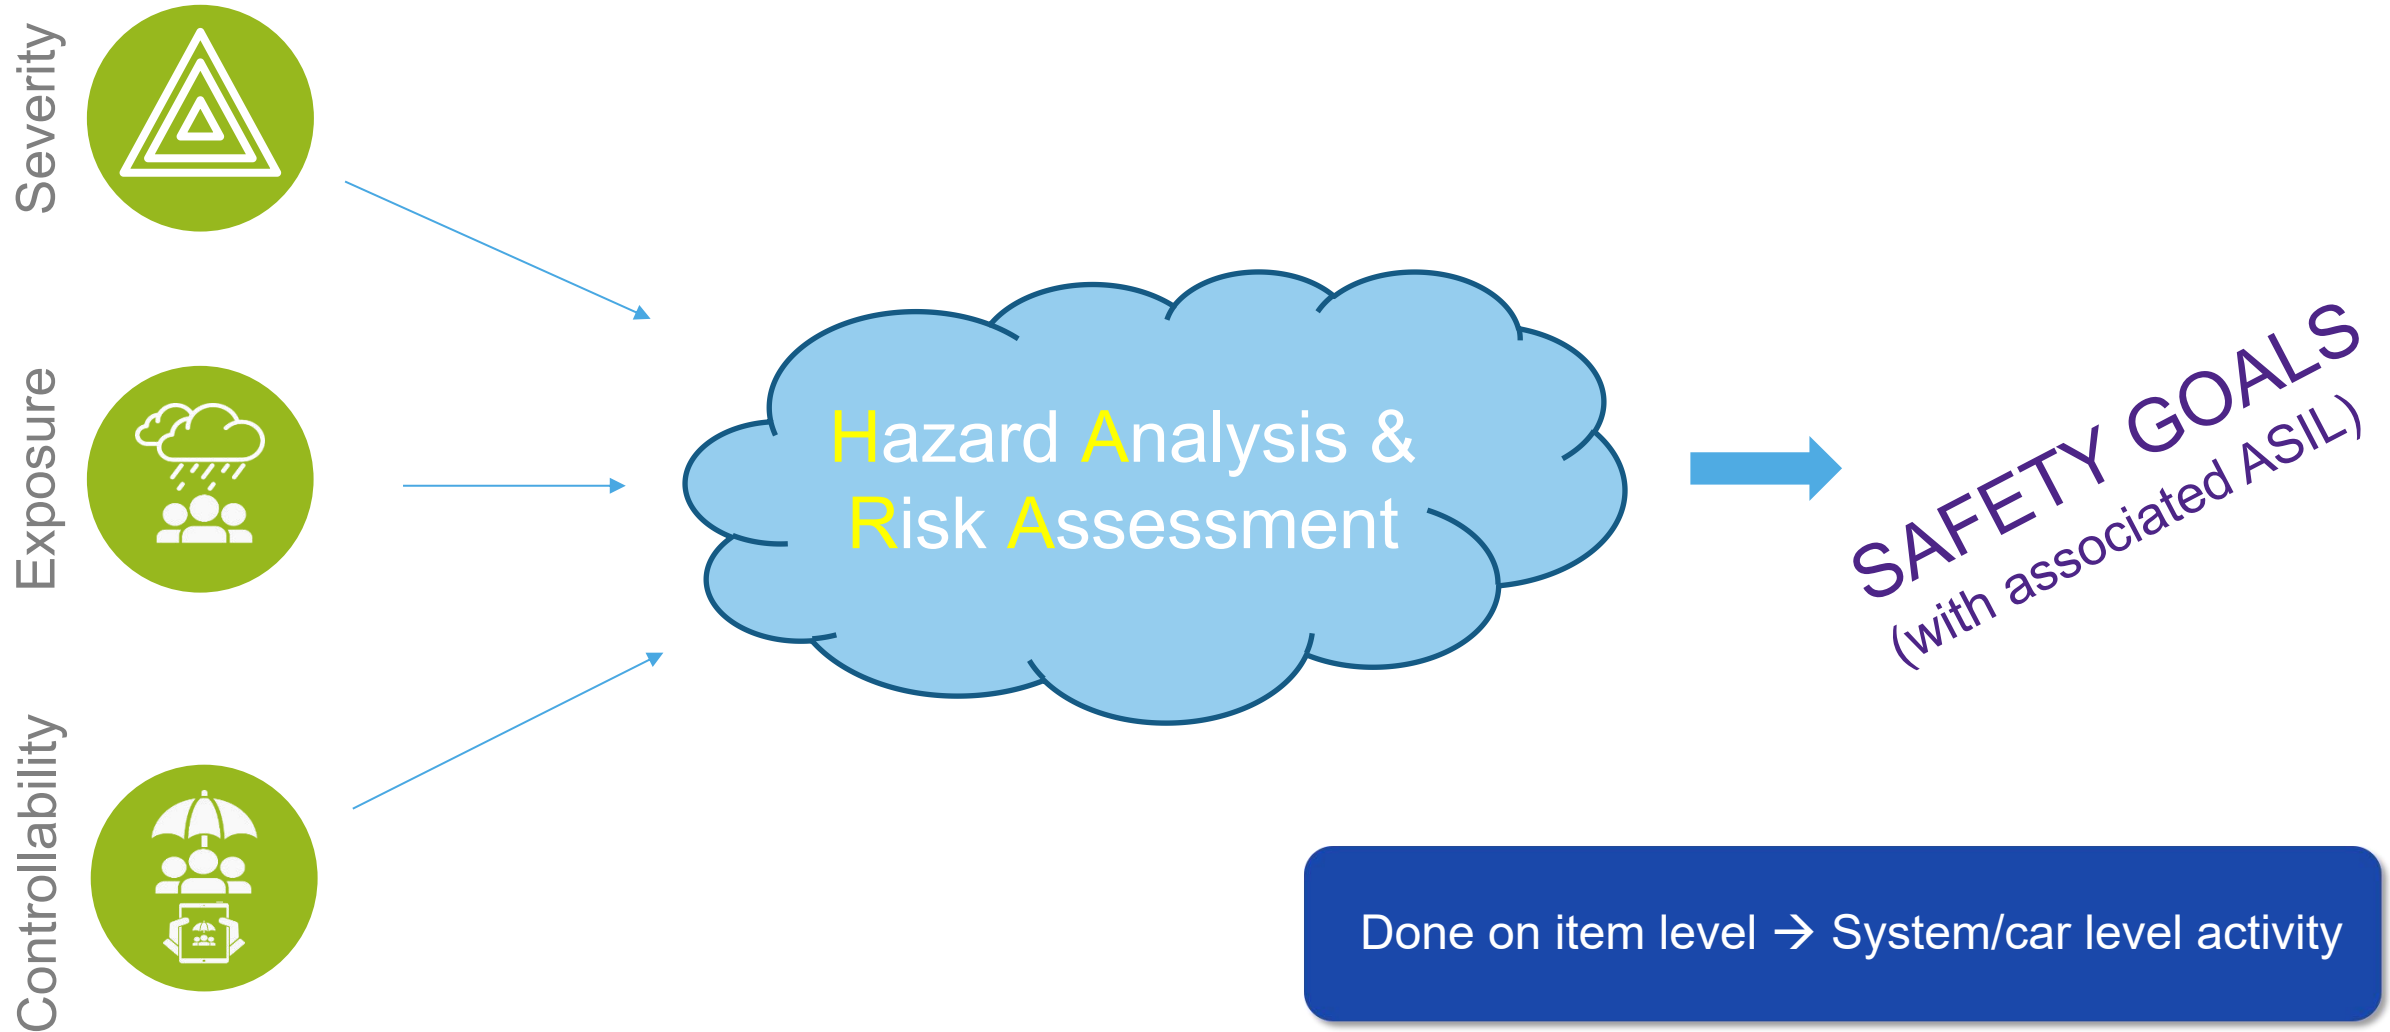 Severity
Exposure
Controllability
Hazard Analysis &
Risk Assessment
SAFETY GOALS
(with associated ASIL)
Done on item level → System/car level activity